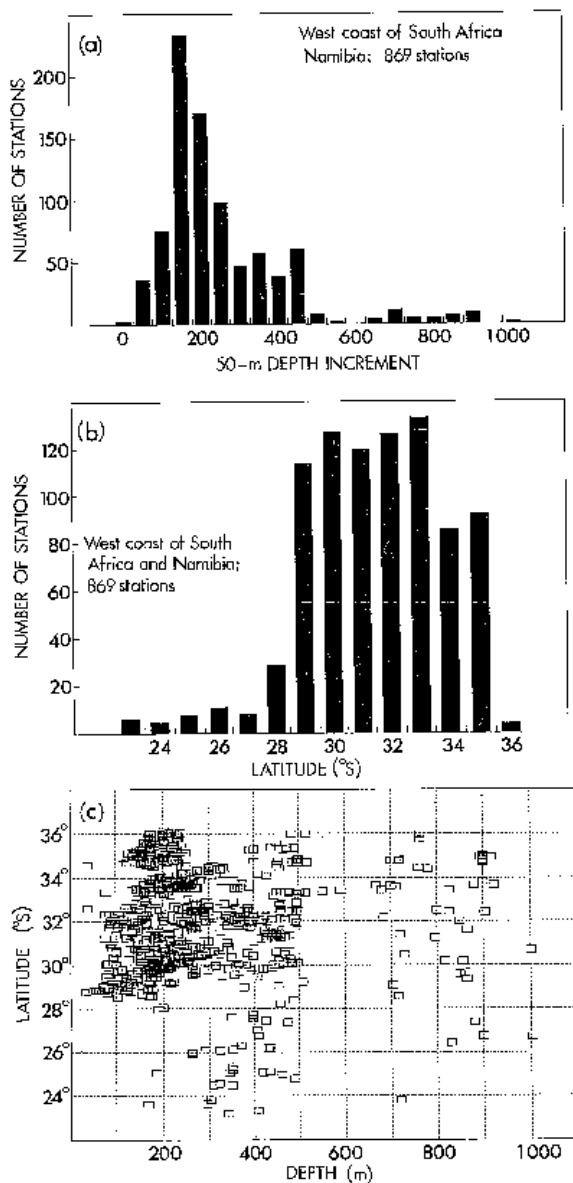 (a)
West coast of South Africa
Namibia: 869 stations
NUMBER OF STATIONS
200
150
100
50
0 200 400 600 800 1000
50-m DEPTH INCREMENT
(b)
NUMBER OF STATIONS
120
100
80
60
40
20
West coast of South
Africa and Namibia;
869 stations
24 26 28 30 32 34 36
LATITUDE (°S)
(c)
LATITUDE (°S)
36°
34°
32°
30°
28°
26°
24°
200 400 600 800 1000
DEPTH (m)